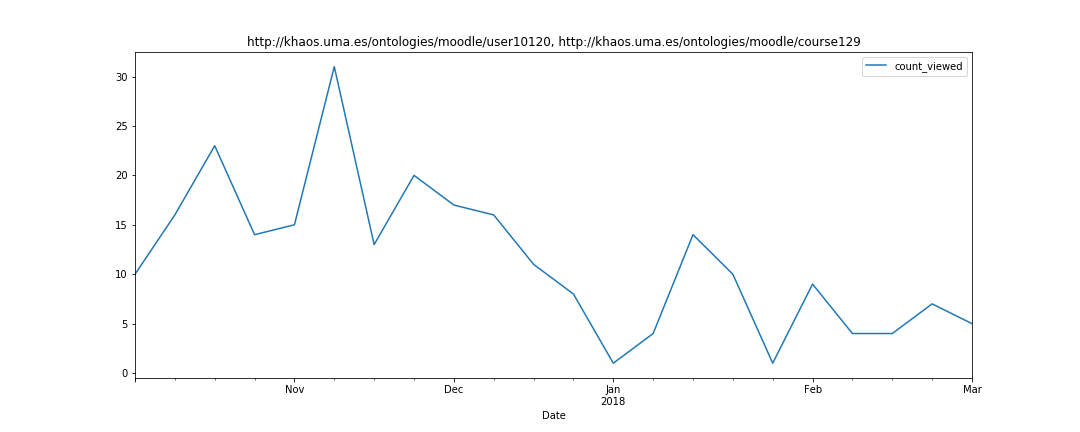 http://khaos.uma.es/ontologies/moodle/user10120, http://khaos.uma.es/ontologies/moodle/course129
count_viewed
30
25
20
15
10
5
0
Nov
Dec
Jan
2018
Feb
Mar
Date